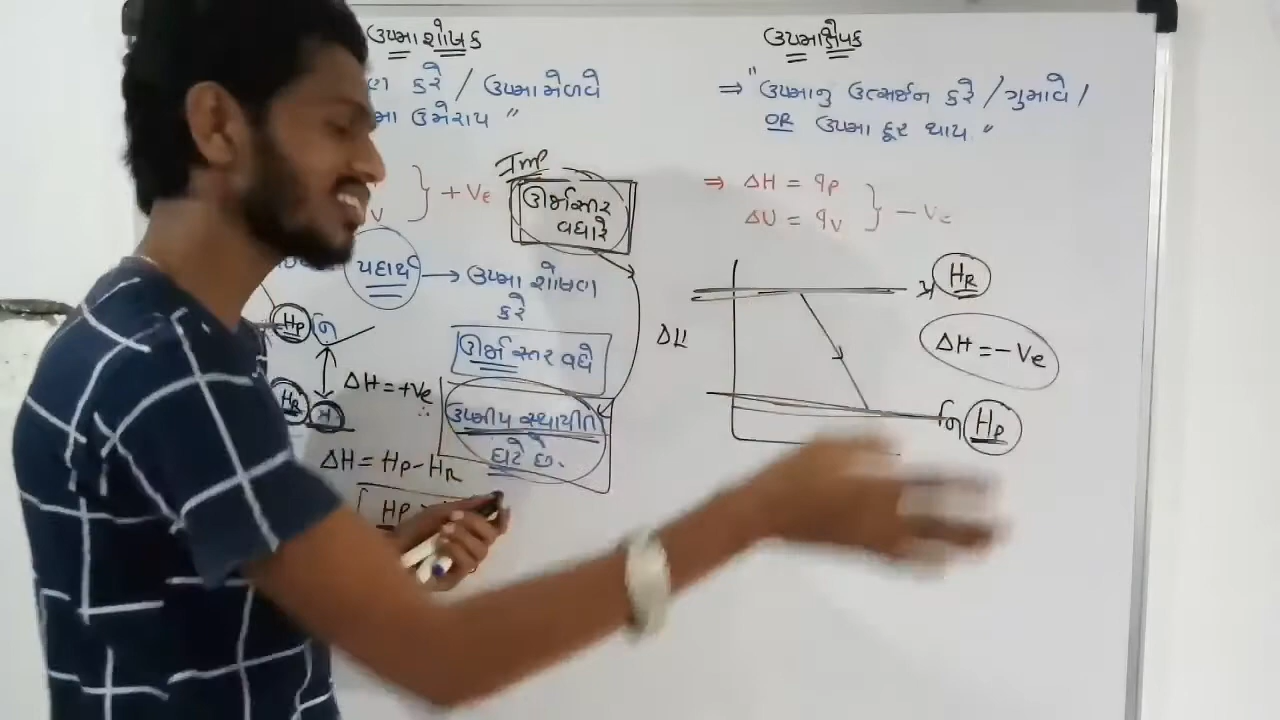 ઉષ્માશોષક
કરે / ઉષ્મા મેળવે
ઉમેરાય "
} + Ve
Imp
ઊર્જાસ્તર
વધારે
પદાર્થ → ઉષ્મા શોષણ
કરે
ઊર્જા સ્તર વધે
HP
ΔH = +Ve
HR
∴ ઉષ્મીય સ્થાયીતા
ઘટે છે.
ΔH = HP - HR
HP
ઉષ્માક્ષેપક
⇒ " ઉષ્માનુ ઉત્સર્જન કરે / ગુમાવે /
OR ઉષ્મા દૂર થાય. "
⇒ ΔH = qP
ΔU = qV } - Ve
HR
ΔH
ΔH = - Ve
HP